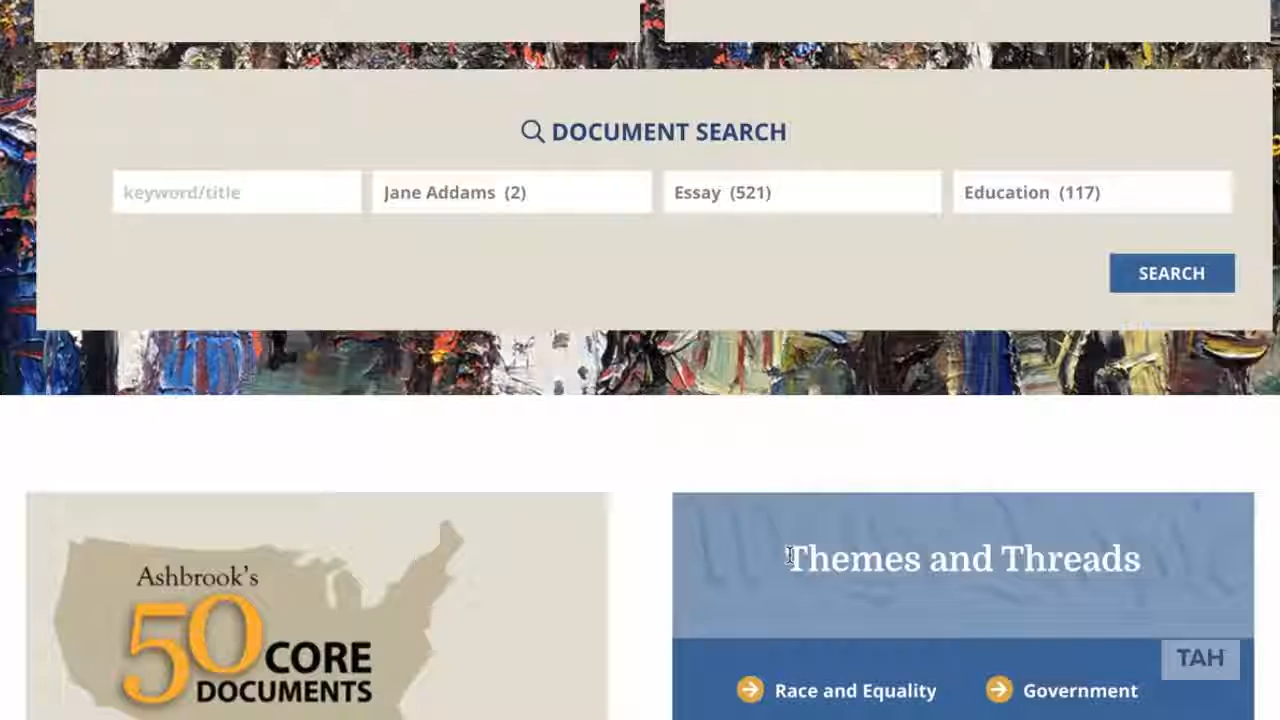 DOCUMENT SEARCH
keyword/title
Jane Addams (2)
Essay (521)
Education (117)
SEARCH
Ashbrook's
50 CORE
DOCUMENTS
Themes and Threads
Race and Equality
Government
TAH